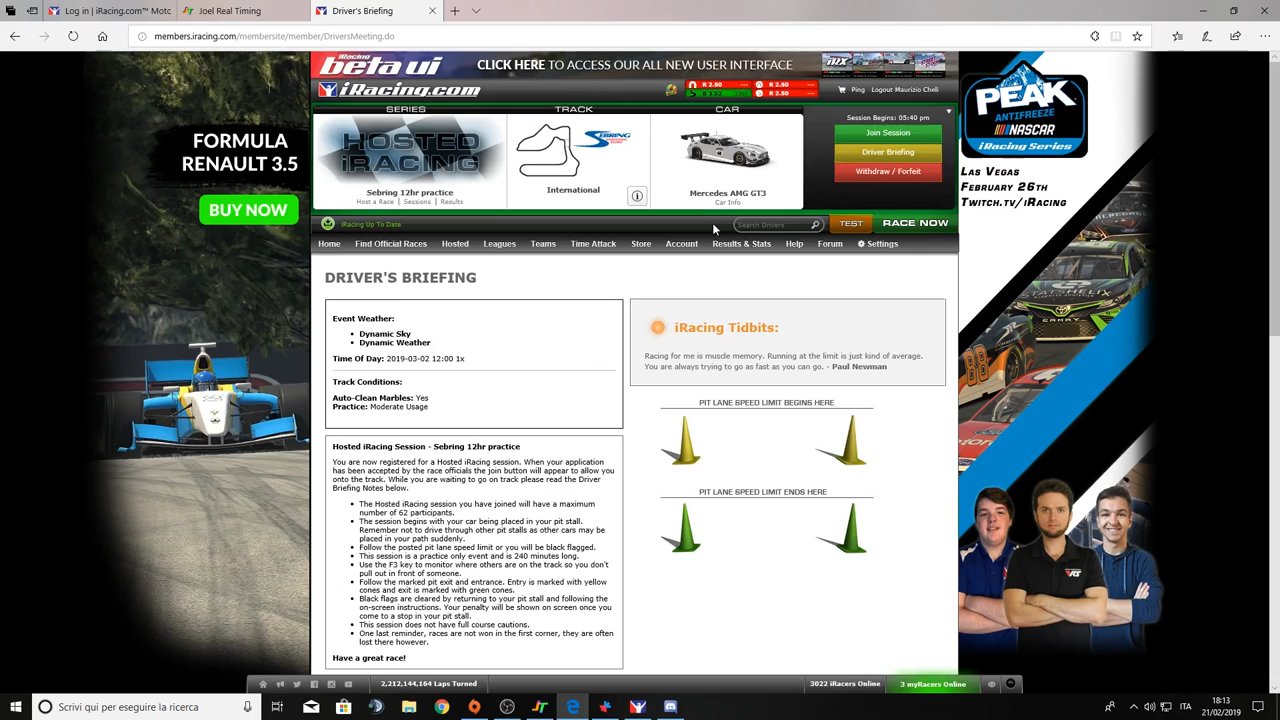 Log in iRacing.com™ Motc
Joel Real Timing
Driver's Briefing
members.iracing.com/membersite/member/DriversMeeting.do
iRacing
beta ui
CLICK HERE TO ACCESS OUR ALL NEW USER INTERFACE
iRacing.com
R 2.50
R 2.50
R 2.50
Ping
Logout Maurizio Cheli
SERIES
TRACK
CAR
HOSTED
iRACING
SEBRING
Sebring 12hr practice
Host a Race | Sessions | Results
International
Mercedes AMG GT3
Car Info
Session Begins: 05:40 pm
Join Session
Driver Briefing
Withdraw / Forfeit
iRacing Up To Date
Search Drivers
TEST
RACE NOW
Home
Find Official Races
Hosted
Leagues
Teams
Time Attack
Store
Account
Results & Stats
Help
Forum
Settings
FORMULA
RENAULT 3.5
BUY NOW
PEAK
ANTIFREEZE
NASCAR
iRacing Series
Las Vegas
February 26th
Twitch.tv/iRacing
DRIVER'S BRIEFING
Event Weather:
• Dynamic Sky
• Dynamic Weather
Time Of Day: 2019-03-02 12:00 1x
Track Conditions:
Auto-Clean Marbles: Yes
Practice: Moderate Usage
iRacing Tidbits:
Racing for me is muscle memory. Running at the limit is just kind of average.
You are always trying to go as fast as you can go. - Paul Newman
PIT LANE SPEED LIMIT BEGINS HERE
PIT LANE SPEED LIMIT ENDS HERE
Hosted iRacing Session - Sebring 12hr practice
You are now registered for a Hosted iRacing session. When your application
has been accepted by the race officials the join button will appear to allow you
onto the track. While you are waiting to go on track please read the Driver
Briefing Notes below.
• The Hosted iRacing session you have joined will have a maximum
number of 62 participants.
• The session begins with your car being placed in your pit stall.
Remember not to drive through other pit stalls as other cars may be
placed in your path suddenly.
• Follow the posted pit lane speed limit or you will be black flagged.
• This session is a practice only event and is 240 minutes long.
• Use the F3 key to monitor where others are on the track so you don't
pull out in front of someone.
• Follow the marked pit exit and entrance. Entry is marked with yellow
cones and exit is marked with green cones.
• Black flags are cleared by returning to your pit stall and following the
on-screen instructions. Your penalty will be shown on screen once you
come to a stop in your pit stall.
• This session does not have full course cautions.
• One last reminder, races are not won in the first corner, they are often
lost there however.
Have a great race!
2,212,144,164 Laps Turned
3022 iRacers Online
3 myRacers Online
Scrivi qui per eseguire la ricerca
ITA
18:13
21/02/2019